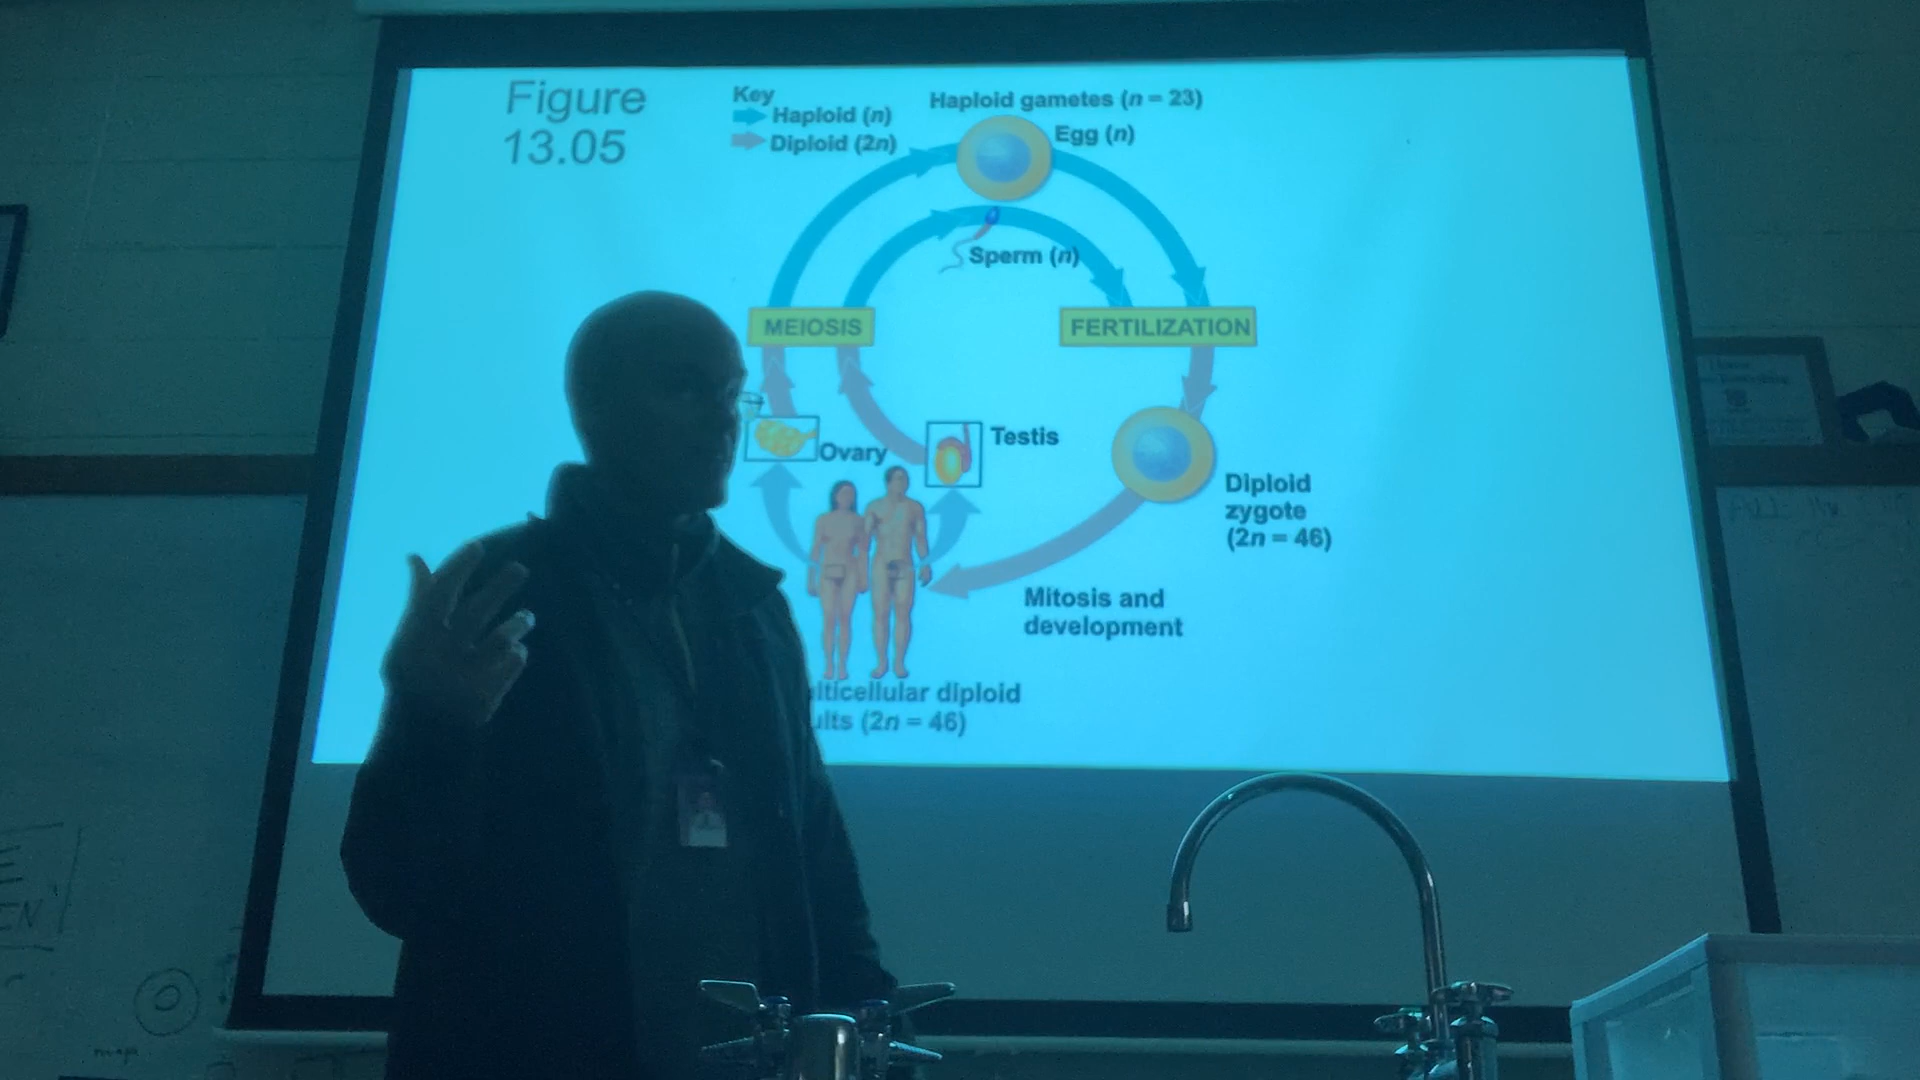 Figure
13.05
Key
Haploid (n)
Diploid (2n)
Haploid gametes (n = 23)
Egg (n)
Sperm (n)
MEIOSIS
FERTILIZATION
Ovary
Testis
Diploid
zygote
(2n = 46)
Mitosis and
development
lticellular diploid
ults (2n = 46)